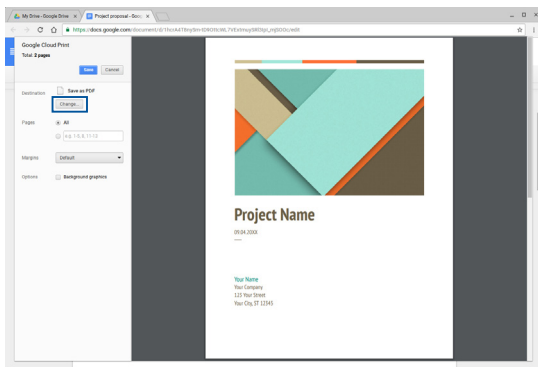 My Drive - Google Drive
Project proposal - Goog
https://docs.google.com
Google Cloud Print
Total: 2 pages
Save
Cancel
Destination
Save as PDF
Change...
Pages
All
e.g. 1-5, 8, 11-13
Margins
Default
Options
Background graphics
Project Name
09.04.20XX
Your Name
Your Company
123 Your Street
Your City, ST 12345